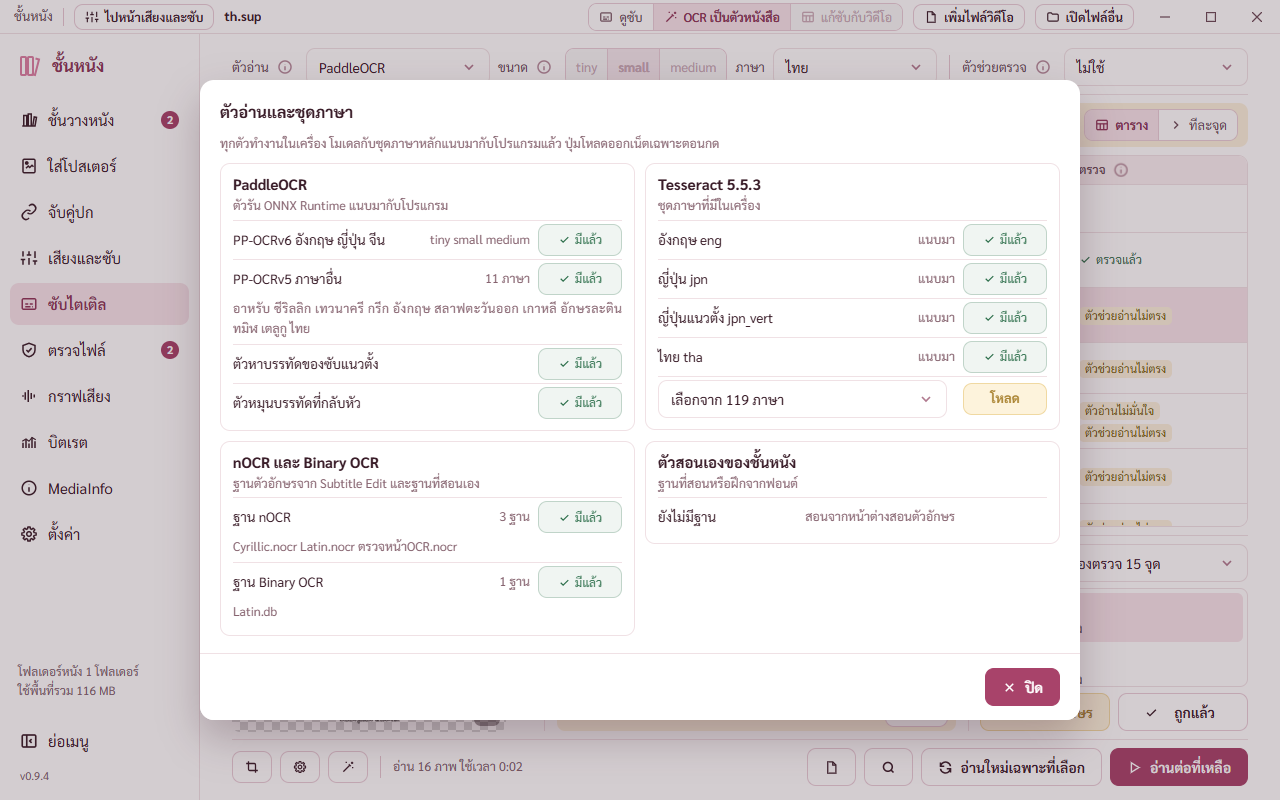 ชั้นหนัง
ไปหน้าเสียงและซับ
th.sup
ดูซับ
OCR เป็นตัวหนังสือ
แก้ซับกับวิดีโอ
เพิ่มไฟล์วิดีโอ
เปิดไฟล์อื่น
ชั้นหนัง
ตัวอ่าน
PaddleOCR
ขนาด
tiny
small
medium
ภาษา
ไทย
ตัวช่วยตรวจ
ไม่ใช้
ชั้นวางหนัง
2
ใส่โปสเตอร์
จับคู่ปก
เสียงและซับ
ซับไตเติล
ตรวจไฟล์
2
กราฟเสียง
บิตเรต
MediaInfo
ตั้งค่า
โฟลเดอร์หนัง 1 โฟลเดอร์
ใช้พื้นที่รวม 116 MB
ย่อเมนู
v0.9.4
ตัวอ่านและชุดภาษา
ทุกตัวทำงานในเครื่อง โมเดลกับชุดภาษาหลักแนบมากับโปรแกรมแล้ว ปุ่มโหลดออกเน็ตเฉพาะตอนกด
PaddleOCR
ตัวรัน ONNX Runtime แนบมากับโปรแกรม
PP-OCRv6 อังกฤษ ญี่ปุ่น จีน
tiny small medium
มีแล้ว
PP-OCRv5 ภาษาอื่น
11 ภาษา
มีแล้ว
อาหรับ ซีริลลิก เทวนาครี กรีก อังกฤษ สลาฟตะวันออก เกาหลี อักษรละติน
ทมิฬ เตลูกู ไทย
ตัวหาบรรทัดของซับแนวตั้ง
มีแล้ว
ตัวหมุนบรรทัดที่กลับหัว
มีแล้ว
Tesseract 5.5.3
ชุดภาษาที่มีในเครื่อง
อังกฤษ eng
แนบมา
มีแล้ว
ญี่ปุ่น jpn
แนบมา
มีแล้ว
ญี่ปุ่นแนวตั้ง jpn_vert
แนบมา
มีแล้ว
ไทย tha
แนบมา
มีแล้ว
เลือกจาก 119 ภาษา
โหลด
nOCR และ Binary OCR
ฐานตัวอักษรจาก Subtitle Edit และฐานที่สอนเอง
ฐาน nOCR
3 ฐาน
มีแล้ว
Cyrillic.nocr Latin.nocr ตรวจหน้าOCR.nocr
ฐาน Binary OCR
1 ฐาน
มีแล้ว
Latin.db
ตัวสอนเองของชั้นหนัง
ฐานที่สอนหรือฝึกจากฟอนต์
ยังไม่มีฐาน
สอนจากหน้าต่างสอนตัวอักษร
ปิด
ตาราง
ทีละจุด
ตรวจ
ตรวจแล้ว
ตัวช่วยอ่านไม่ตรง
ตัวช่วยอ่านไม่ตรง
ตัวอ่านไม่มั่นใจ
ตัวช่วยอ่านไม่ตรง
ตัวช่วยอ่านไม่ตรง
องตรวจ 15 จุด
ษร
ถูกแล้ว
อ่าน 16 ภาพ ใช้เวลา 0:02
อ่านใหม่เฉพาะที่เลือก
อ่านต่อที่เหลือ